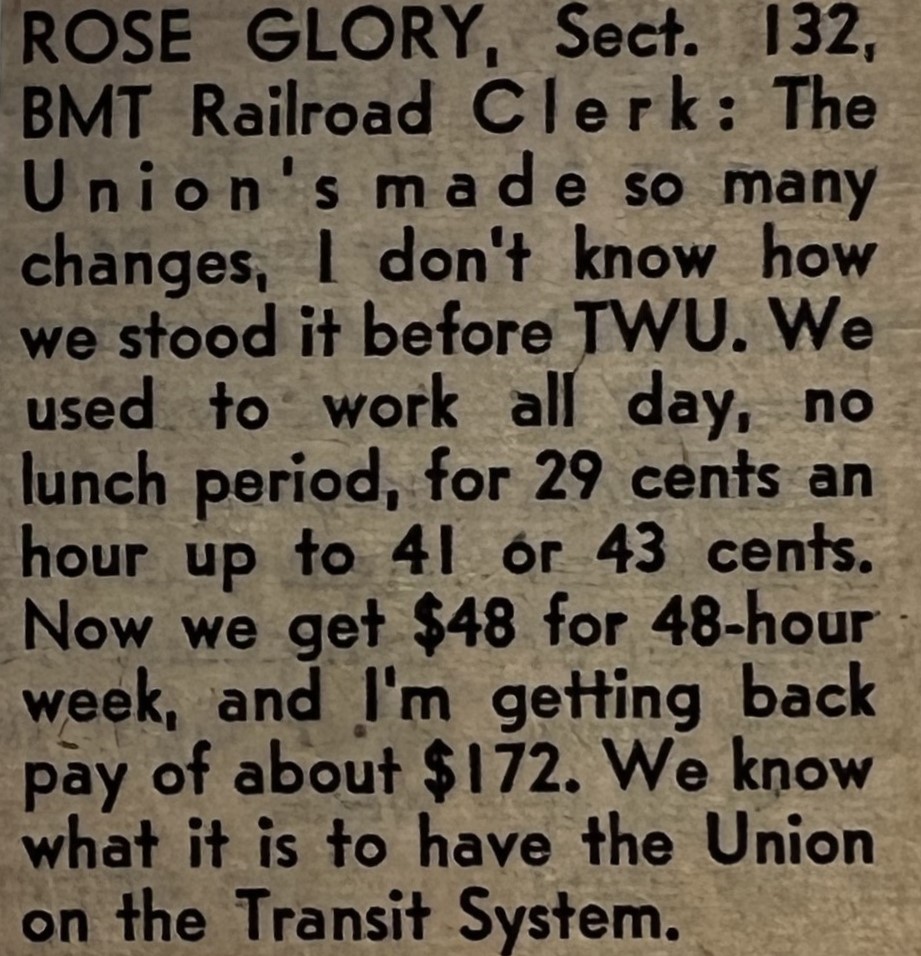 ROSE GLORY, Sect. 132,
BMT Railroad Clerk: The
Union's made so many
changes, I don't know how
we stood it before TWU. We
used to work all day, no
lunch period, for 29 cents an
hour up to 41 or 43 cents.
Now we get $48 for 48-hour
week, and I'm getting back
pay of about $172. We know
what it is to have the Union
on the Transit System.